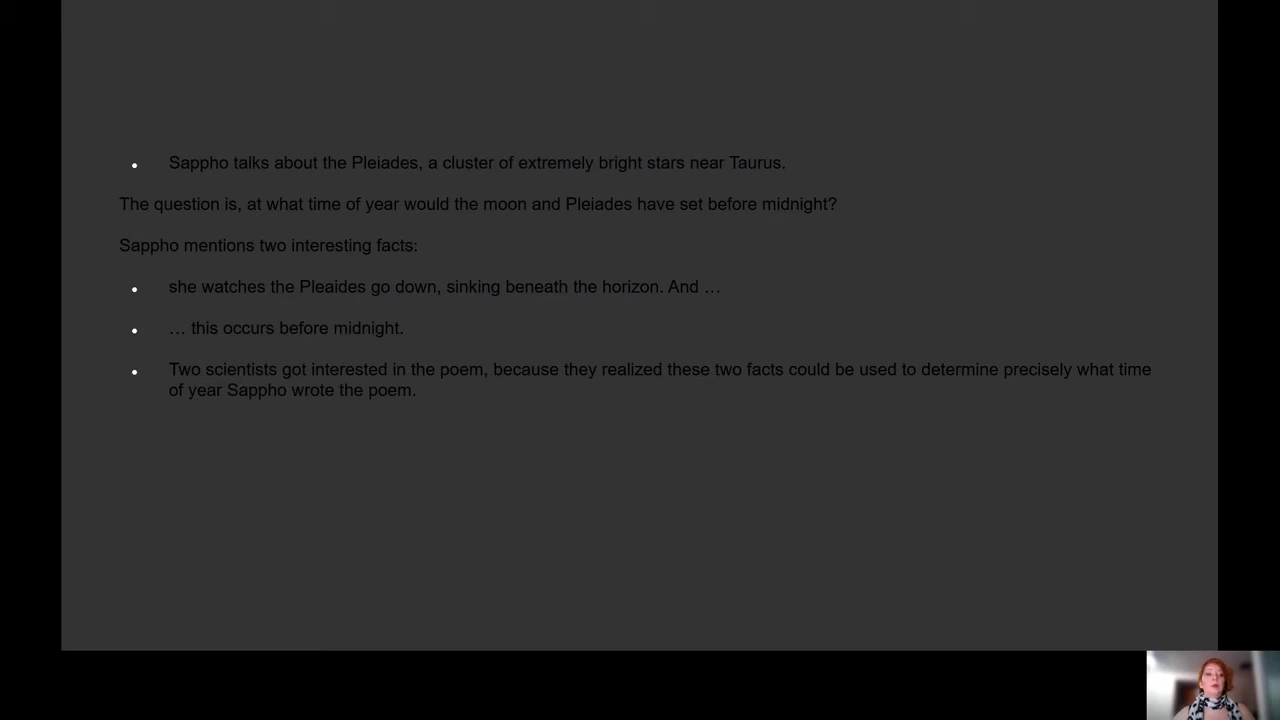 • Sappho talks about the Pleiades, a cluster of extremely bright stars near Taurus.
The question is, at what time of year would the moon and Pleiades have set before midnight?
Sappho mentions two interesting facts:
• she watches the Pleaides go down, sinking beneath the horizon. And …
• … this occurs before midnight.
• Two scientists got interested in the poem, because they realized these two facts could be used to determine precisely what time
of year Sappho wrote the poem.